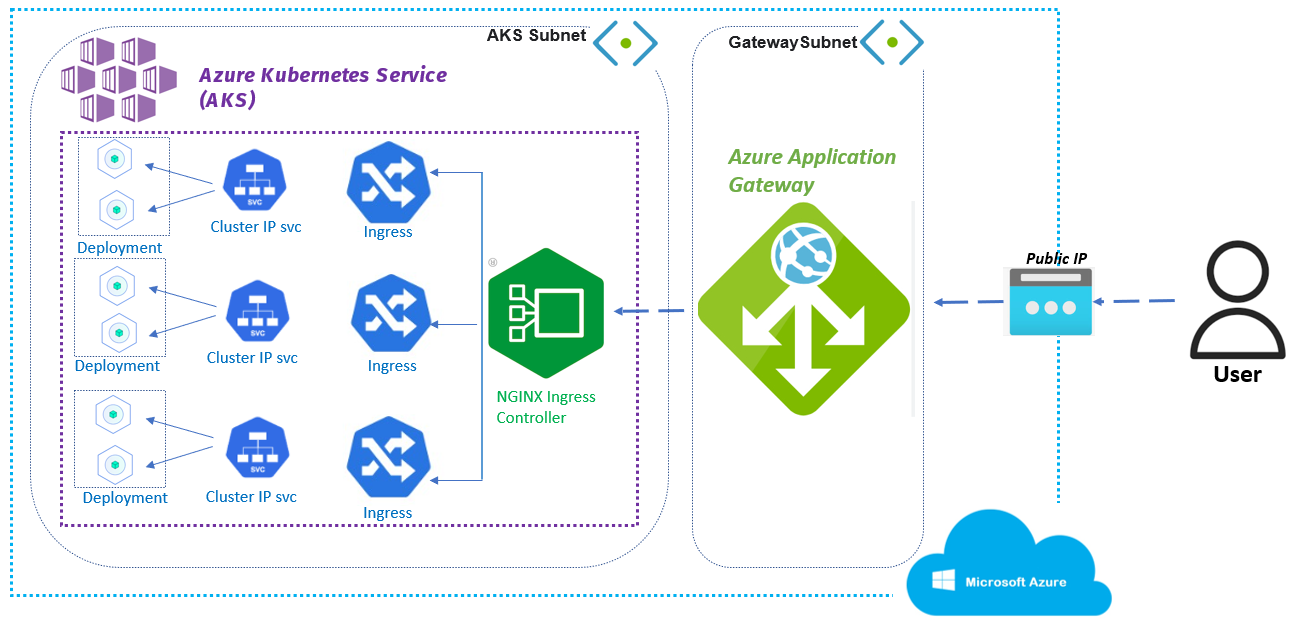 AKS Subnet
GatewaySubnet
Azure Kubernetes Service
(AKS)
svc
Cluster IP svc
Ingress
Deployment
Azure Application
Gateway
Public IP
®
svc
Cluster IP svc
Ingress
Deployment
User
NGINX Ingress
Controller
svc
Cluster IP svc
Ingress
Deployment
Microsoft Azure